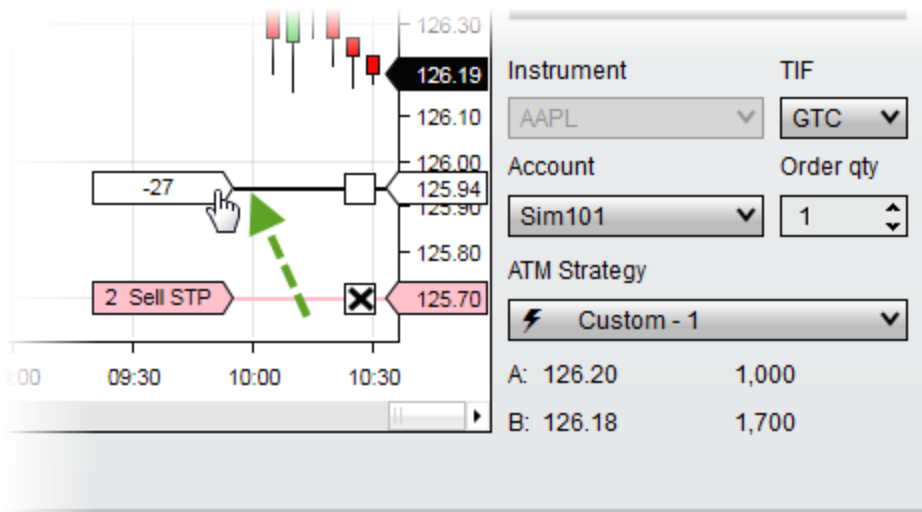 126.30
126.19
126.10
126.00
-27
125.94
125.90
125.80
2 Sell STP
125.70
09:30
10:00
10:30
Instrument
TIF
AAPL
GTC
Account
Order qty
Sim101
1
ATM Strategy
Custom - 1
A: 126.20 1,000
B: 126.18 1,700